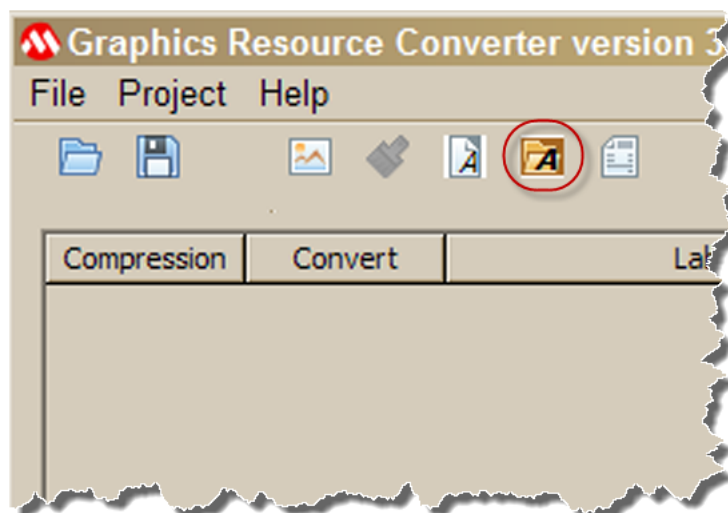 Graphics Resource Converter version 3
File Project Help
A A
Compression Convert